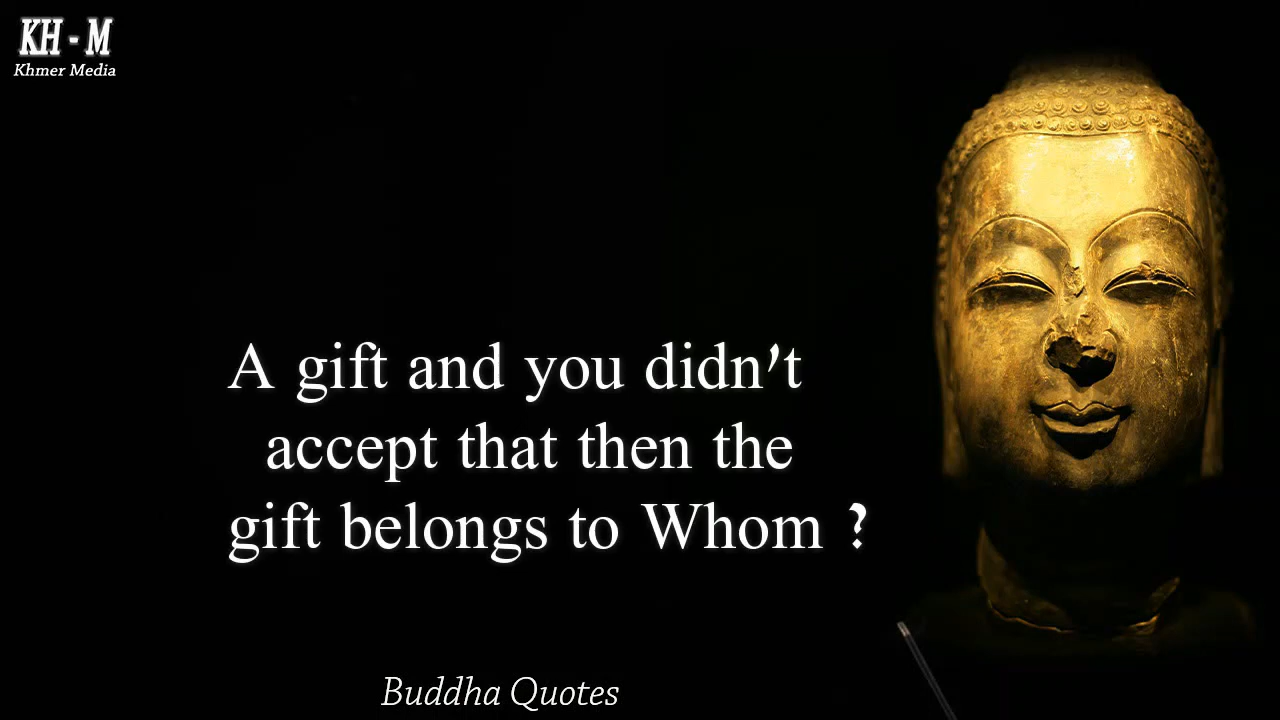 KH - M
Khmer Media
A gift and you didn't
accept that then the
gift belongs to Whom ?
Buddha Quotes